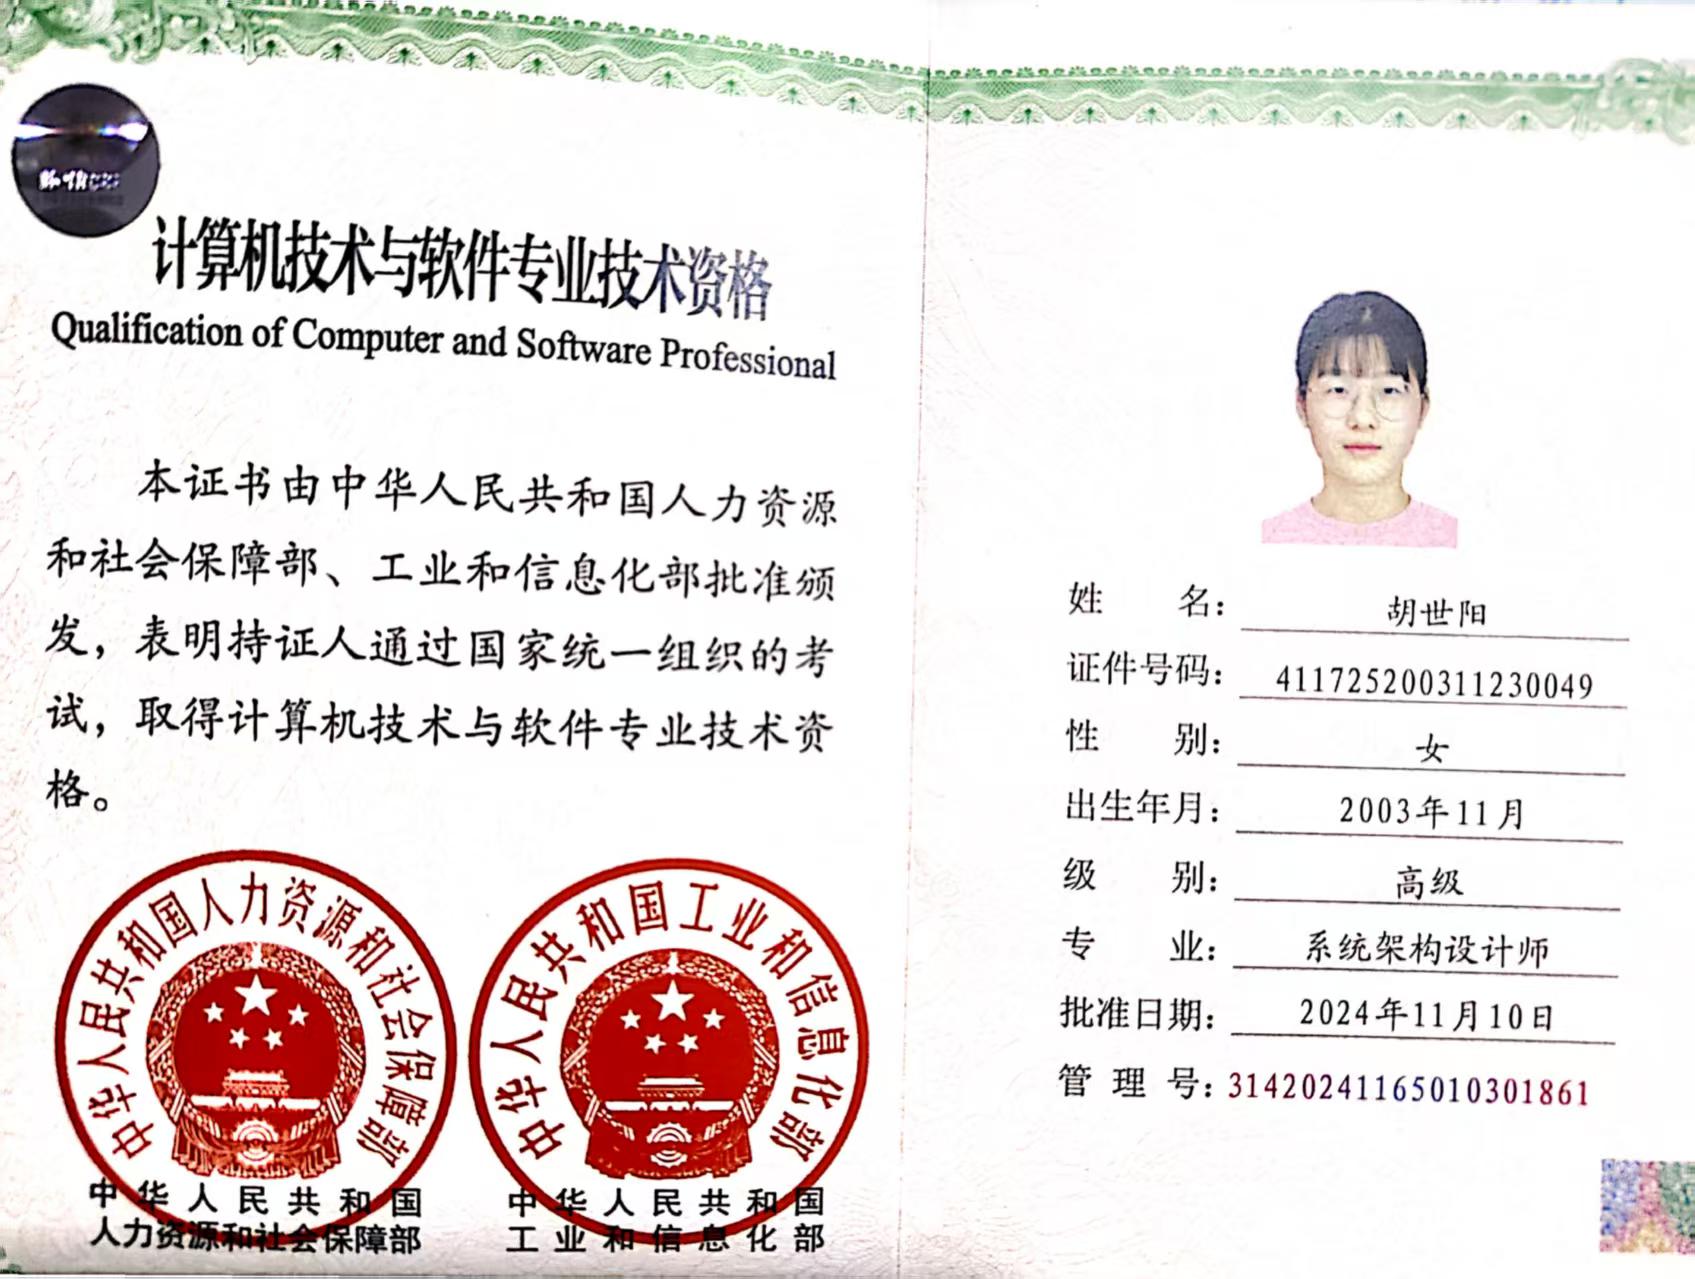 计算机技术与软件专业技术资格
Qualification of Computer and Software Professional
本证书由中华人民共和国人力资源
和社会保障部、工业和信息化部批准颁
发，表明持证人通过国家统一组织的考
试，取得计算机技术与软件专业技术资
格。
中华人民共和国人力资源和社会保障部
中华人民共和国
人力资源和社会保障部
中华人民共和国工业和信息化部
中华人民共和国
工业和信息化部
姓名：胡世阳
证件号码：411725200311230049
性别：女
出生年月：2003年11月
级别：高级
专业：系统架构设计师
批准日期：2024年11月10日
管理号：31420241165010301861